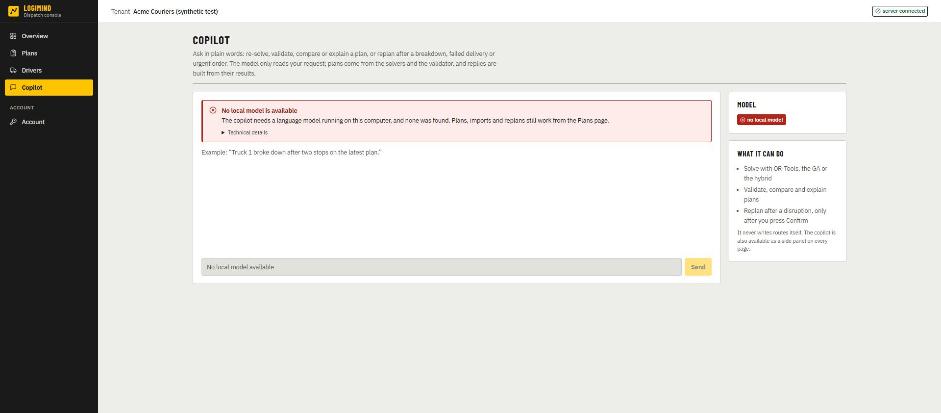 LOGIMIND
Dispatch console
Overview
Plans
Drivers
Copilot
ACCOUNT
Account
Tenant Acme Couriers (synthetic test)
server connected
COPILOT
Ask in plain words: re-solve, validate, compare or explain a plan, or replan after a breakdown, failed delivery or
urgent order. The model only reads your request; plans come from the solvers and the validator, and replies are
built from their results.
No local model is available
The copilot needs a language model running on this computer, and none was found. Plans, imports and replans still work from the Plans page.
Technical details
Example: "Truck 1 broke down after two stops on the latest plan."
No local model available
Send
MODEL
no local model
WHAT IT CAN DO
Solve with OR-Tools, the GA or
the hybrid
Validate, compare and explain
plans
Replan after a disruption, only
after you press Confirm
It never writes routes itself. The copilot is
also available as a side panel on every
page.